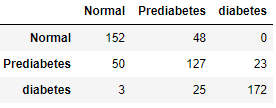 Normal Prediabetes diabetes
Normal 152 48 0
Prediabetes 50 127 23
diabetes 3 25 172